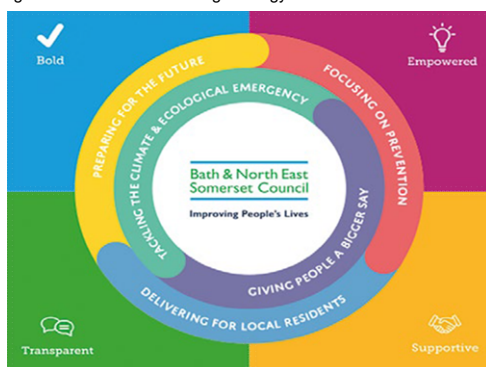 Bold
Empowered
PREPARING FOR THE FUTURE
FOCUSING ON PREVENTION
TACKLING THE CLIMATE & ECOLOGICAL EMERGENCY
Bath & North East
Somerset Council
Improving People's Lives
GIVING PEOPLE A BIGGER SAY
DELIVERING FOR LOCAL RESIDENTS
Transparent
Supportive